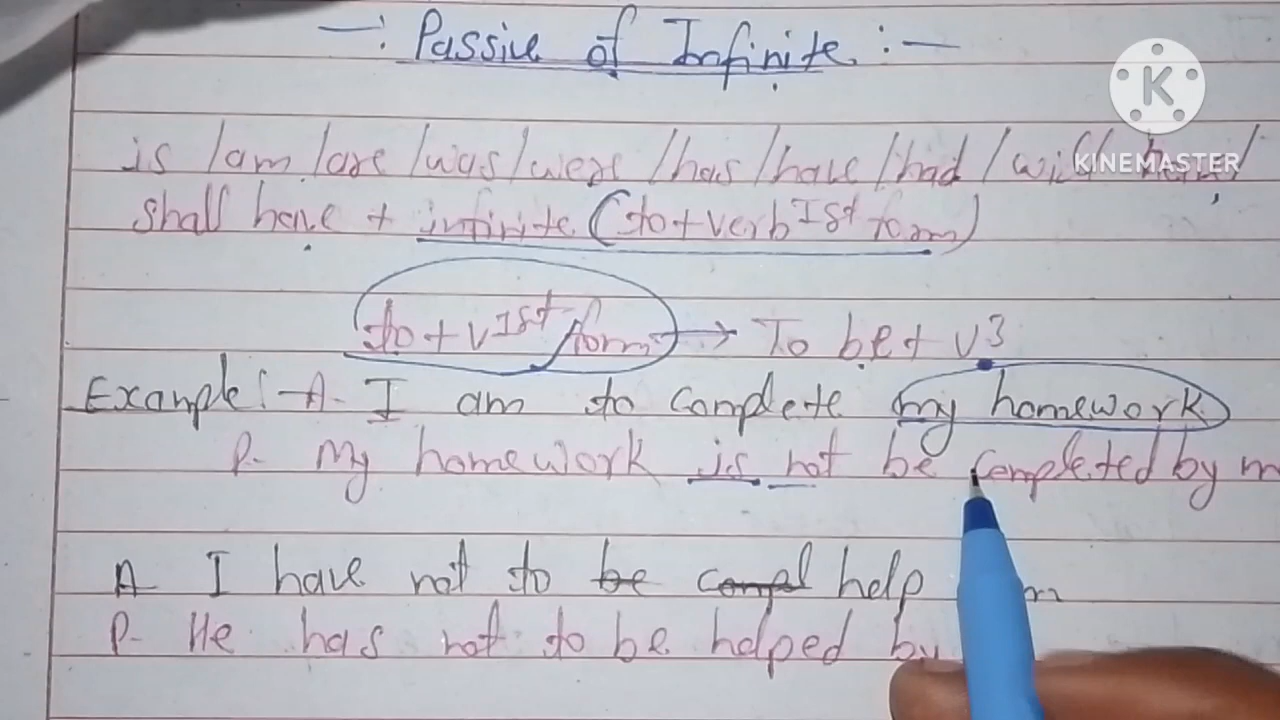 —: Passive of Infinite :—
K
KINEMASTER
is /am /are /was /were /has /have /had / will have /
shall have + infinite (to + verb Ist form)
to + v Ist form → To be + v3
Example:- A- I am to complete my homework
P- My homework is not be completed by
A I have not to be compl help
P- He has not to be helped by